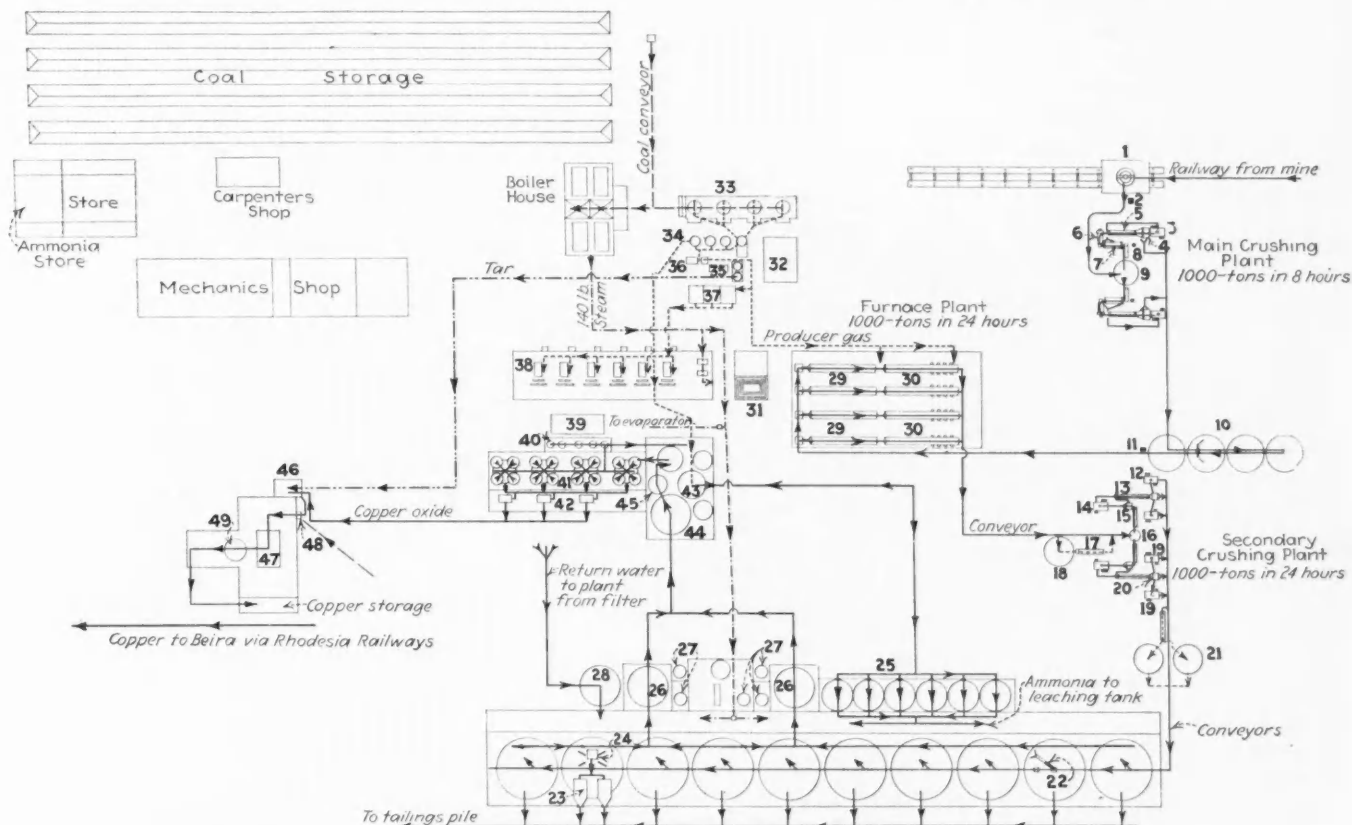 Coal Storage
Coal conveyor
1
Railway from mine
2
3
4
5
6
7
8
9
Main Crushing
Plant
1000-tons in 8 hours
Store
Ammonia
Store
Carpenters
Shop
Boiler
House
33
34
35
36
32
37
Tar
140 lb.
Steam
Mechanics Shop
Furnace Plant
1000-tons in 24 hours
Producer gas
38
31
29
30
29
30
10
11
39
To evaporator
40
41
42
43
44
45
46
Copper oxide
47
48
49
Copper storage
Copper to Beira via Rhodesia Railways
Return water
to plant
from filter
Conveyor
12
13
14
15
16
17
18
19
20
19
Secondary
Crushing Plant
1000-tons in 24 hours
21
28
26
27
27
26
25
Ammonia to
leaching tank
Conveyors
24
23
22
To tailings pile